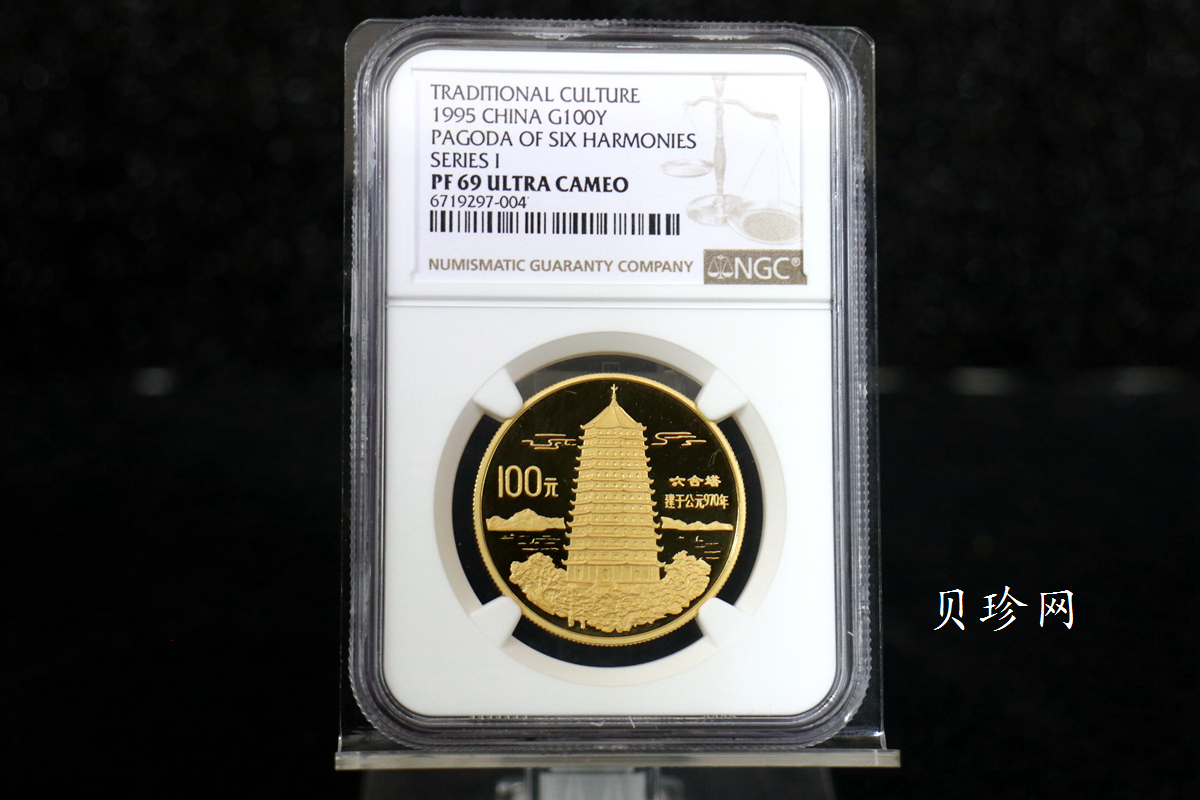 TRADITIONAL CULTURE
1995 CHINA G100Y
PAGODA OF SIX HARMONIES
SERIES I
PF 69 ULTRA CAMEO
6719297-004
NUMISMATIC GUARANTY COMPANY
NGC®
100元
六合塔
建于公元970年
贝珍网